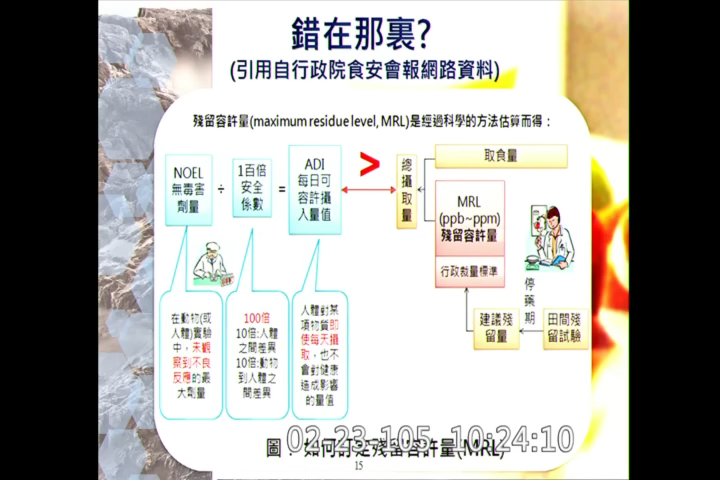 錯在那裏?
(引用自行政院食安會報網路資料)
殘留容許量(maximum residue level, MRL)是經過科學的方法估算而得：
NOEL
無毒害
劑量
÷
1百倍
安全
係數
=
ADI
每日可
容許攝
入量值
>
總
攝
取
量
取食量
MRL
(ppb~ppm)
殘留容許量
行政裁量標準
停
藥
期
建議殘
留量
田間殘
留試驗
在動物(或
人體)實驗
中，未觀
察到不良
反應的最
大劑量
100倍
10倍:人體
之間差異
10倍:動物
到人體之
間差異
人體對某
項物質即
使每天攝
取，也不
會對健康
造成影響
的量值
02-23-105 10:24:10
圖： 如何訂定殘留容許量(MRL)
15